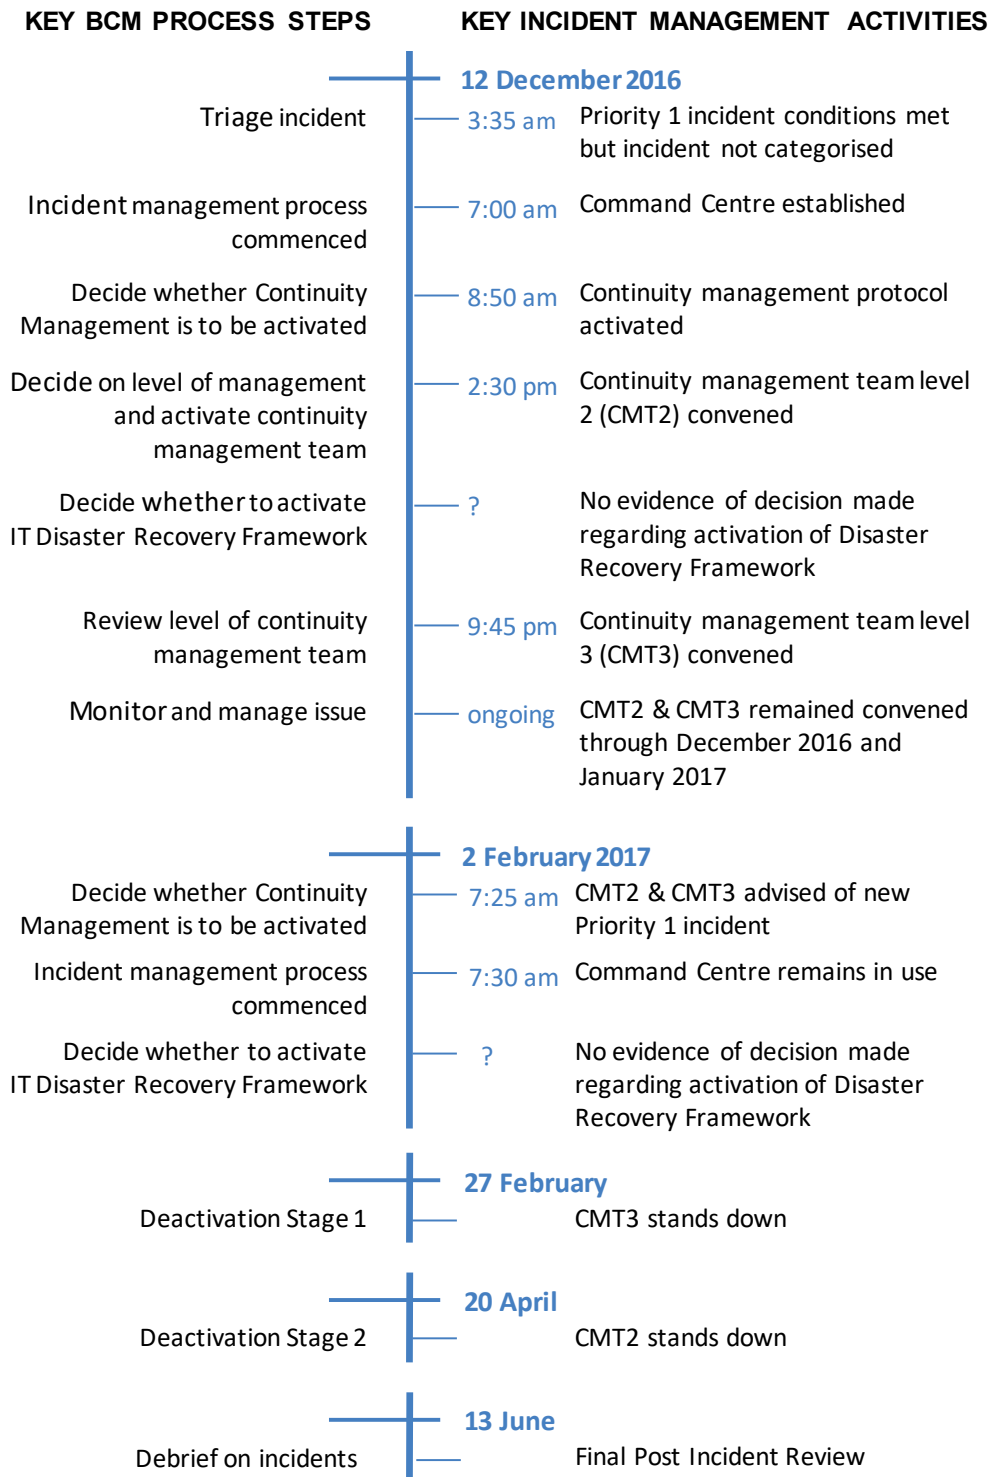 KEY BCM PROCESS STEPS
KEY INCIDENT MANAGEMENT ACTIVITIES
12 December 2016
Triage incident
3:35 am
Priority 1 incident conditions met
but incident not categorised
Incident management process
commenced
7:00 am
Command Centre established
Decide whether Continuity
Management is to be activated
8:50 am
Continuity management protocol
activated
Decide on level of management
and activate continuity
management team
2:30 pm
Continuity management team level
2 (CMT2) convened
Decide whether to activate
IT Disaster Recovery Framework
?
No evidence of decision made
regarding activation of Disaster
Recovery Framework
Review level of continuity
management team
9:45 pm
Continuity management team level
3 (CMT3) convened
Monitor and manage issue
ongoing
CMT2 & CMT3 remained convened
through December 2016 and
January 2017
2 February 2017
Decide whether Continuity
Management is to be activated
7:25 am
CMT2 & CMT3 advised of new
Priority 1 incident
Incident management process
commenced
7:30 am
Command Centre remains in use
Decide whether to activate
IT Disaster Recovery Framework
?
No evidence of decision made
regarding activation of Disaster
Recovery Framework
27 February
Deactivation Stage 1
CMT3 stands down
20 April
Deactivation Stage 2
CMT2 stands down
13 June
Debrief on incidents
Final Post Incident Review